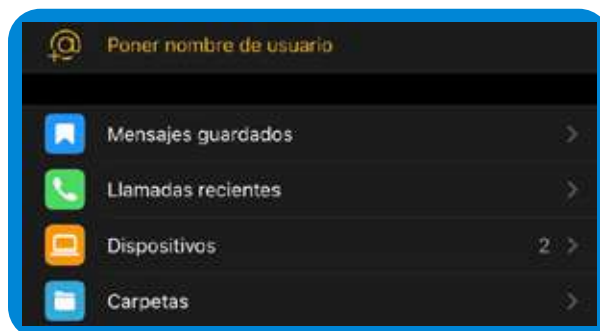 Poner nombre de usuario
Mensajes guardados
Llamadas recientes
Dispositivos 2
Carpetas